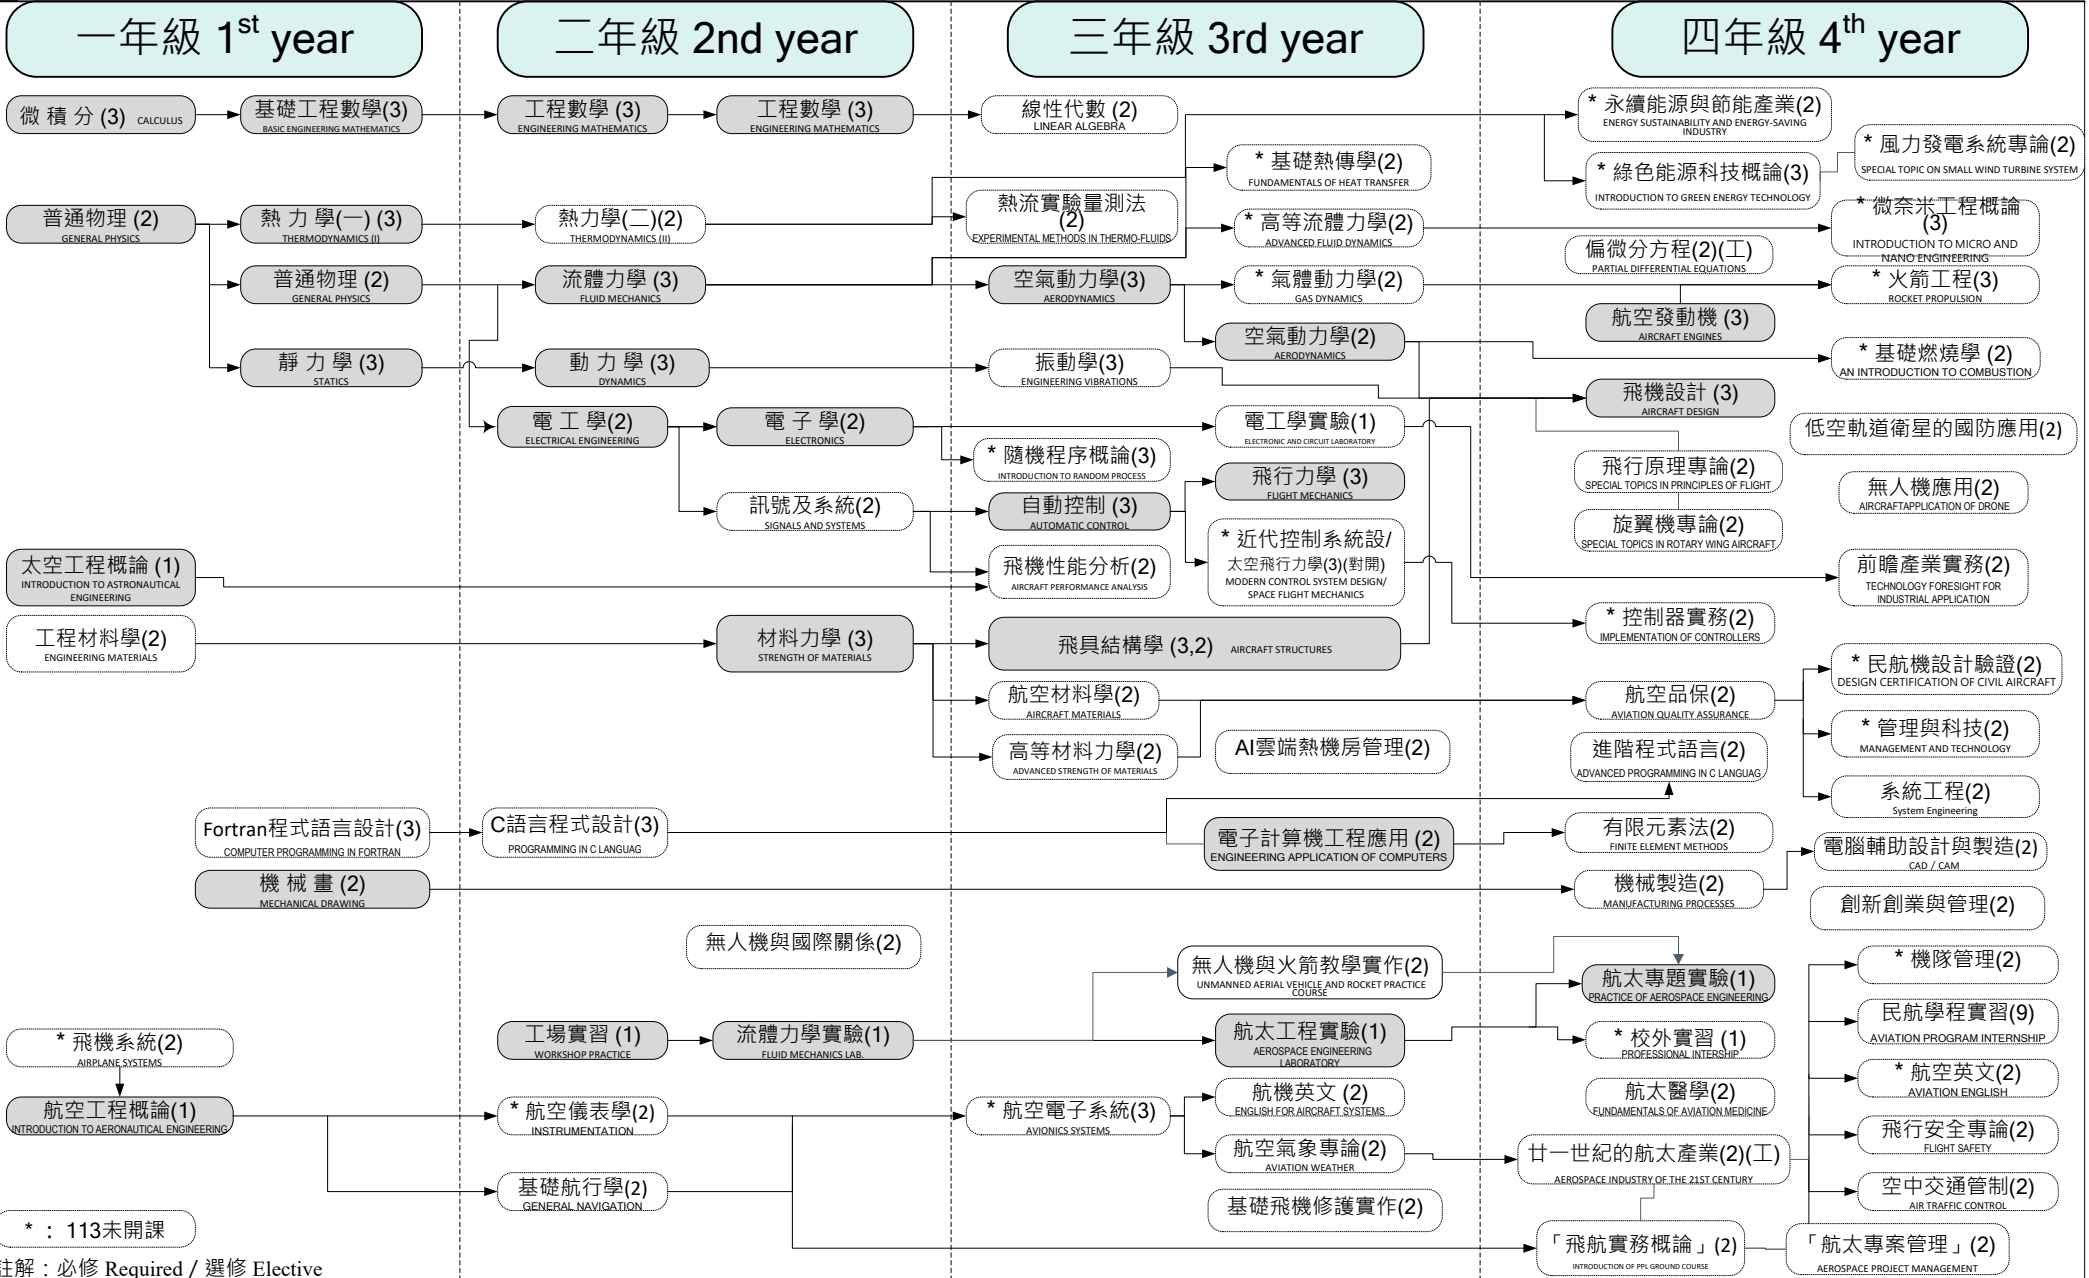 一年級 1st year
二年級 2nd year
三年級 3rd year
四年級 4th year
微 積 分 (3) CALCULUS
基礎工程數學(3)
BASIC ENGINEERING MATHEMATICS
普通物理 (2)
GENERAL PHYSICS
熱 力 學(一) (3)
THERMODYNAMICS (I)
普通物理 (2)
GENERAL PHYSICS
靜 力 學 (3)
STATICS
太空工程概論 (1)
INTRODUCTION TO ASTRONAUTICAL
ENGINEERING
工程材料學(2)
ENGINEERING MATERIALS
Fortran程式語言設計(3)
COMPUTER PROGRAMMING IN FORTRAN
機 械 畫 (2)
MECHANICAL DRAWING
* 飛機系統(2)
AIRPLANE SYSTEMS
航空工程概論(1)
INTRODUCTION TO AERONAUTICAL ENGINEERING
* ：113未開課
註解：必修 Required / 選修 Elective
工程數學 (3)
ENGINEERING MATHEMATICS
工程數學 (3)
ENGINEERING MATHEMATICS
熱力學(二)(2)
THERMODYNAMICS (II)
流體力學 (3)
FLUID MECHANICS
動 力 學 (3)
DYNAMICS
電 工 學(2)
ELECTRICAL ENGINEERING
電 子 學(2)
ELECTRONICS
訊號及系統(2)
SIGNALS AND SYSTEMS
材料力學 (3)
STRENGTH OF MATERIALS
C語言程式設計(3)
PROGRAMMING IN C LANGUAG
無人機與國際關係(2)
工場實習 (1)
WORKSHOP PRACTICE
流體力學實驗(1)
FLUID MECHANICS LAB.
* 航空儀表學(2)
INSTRUMENTATION
基礎航行學(2)
GENERAL NAVIGATION
線性代數 (2)
LINEAR ALGEBRA
* 基礎熱傳學(2)
FUNDAMENTALS OF HEAT TRANSFER
熱流實驗量測法
(2)
EXPERIMENTAL METHODS IN THERMO-FLUIDS
* 高等流體力學(2)
ADVANCED FLUID DYNAMICS
空氣動力學(3)
AERODYNAMICS
* 氣體動力學(2)
GAS DYNAMICS
空氣動力學(2)
AERODYNAMICS
振動學(3)
ENGINEERING VIBRATIONS
電工學實驗(1)
ELECTRONIC AND CIRCUIT LABORATORY
* 隨機程序概論(3)
INTRODUCTION TO RANDOM PROCESS
飛行力學 (3)
FLIGHT MECHANICS
自動控制 (3)
AUTOMATIC CONTROL
* 近代控制系統設/
太空飛行力學(3)(對開)
MODERN CONTROL SYSTEM DESIGN/
SPACE FLIGHT MECHANICS
飛機性能分析(2)
AIRCRAFT PERFORMANCE ANALYSIS
飛具結構學 (3,2) AIRCRAFT STRUCTURES
航空材料學(2)
AIRCRAFT MATERIALS
高等材料力學(2)
ADVANCED STRENGTH OF MATERIALS
AI雲端熱機房管理(2)
電子計算機工程應用 (2)
ENGINEERING APPLICATION OF COMPUTERS
無人機與火箭教學實作(2)
UNMANNED AERIAL VEHICLE AND ROCKET PRACTICE
COURSE
航太工程實驗(1)
AEROSPACE ENGINEERING
LABORATORY
* 航空電子系統(3)
AVIONICS SYSTEMS
航機英文 (2)
ENGLISH FOR AIRCRAFT SYSTEMS
航空氣象專論(2)
AVIATION WEATHER
基礎飛機修護實作(2)
* 永續能源與節能產業(2)
ENERGY SUSTAINABILITY AND ENERGY-SAVING
INDUSTRY
* 風力發電系統專論(2)
SPECIAL TOPIC ON SMALL WIND TURBINE SYSTEM
* 綠色能源科技概論(3)
INTRODUCTION TO GREEN ENERGY TECHNOLOGY
* 微奈米工程概論
(3)
INTRODUCTION TO MICRO AND
NANO ENGINEERING
偏微分方程(2)(工)
PARTIAL DIFFERENTIAL EQUATIONS
* 火箭工程(3)
ROCKET PROPULSION
航空發動機 (3)
AIRCRAFT ENGINES
* 基礎燃燒學 (2)
AN INTRODUCTION TO COMBUSTION
飛機設計 (3)
AIRCRAFT DESIGN
低空軌道衛星的國防應用(2)
飛行原理專論(2)
SPECIAL TOPICS IN PRINCIPLES OF FLIGHT
無人機應用(2)
AIRCRAFTAPPLICATION OF DRONE
旋翼機專論(2)
SPECIAL TOPICS IN ROTARY WING AIRCRAFT
前瞻產業實務(2)
TECHNOLOGY FORESIGHT FOR
INDUSTRIAL APPLICATION
* 控制器實務(2)
IMPLEMENTATION OF CONTROLLERS
* 民航機設計驗證(2)
DESIGN CERTIFICATION OF CIVIL AIRCRAFT
航空品保(2)
AVIATION QUALITY ASSURANCE
* 管理與科技(2)
MANAGEMENT AND TECHNOLOGY
進階程式語言(2)
ADVANCED PROGRAMMING IN C LANGUAG
系統工程(2)
System Engineering
有限元素法(2)
FINITE ELEMENT METHODS
電腦輔助設計與製造(2)
CAD / CAM
機械製造(2)
MANUFACTURING PROCESSES
創新創業與管理(2)
* 機隊管理(2)
航太專題實驗(1)
PRACTICE OF AEROSPACE ENGINEERING
民航學程實習(9)
AVIATION PROGRAM INTERNSHIP
* 校外實習 (1)
PROFESSIONAL INTERSHIP
* 航空英文(2)
AVIATION ENGLISH
航太醫學(2)
FUNDAMENTALS OF AVIATION MEDICINE
飛行安全專論(2)
FLIGHT SAFETY
廿一世紀的航太產業(2)(工)
AEROSPACE INDUSTRY OF THE 21ST CENTURY
空中交通管制(2)
AIR TRAFFIC CONTROL
「飛航實務概論」(2)
INTRODUCTION OF PPL GROUND COURSE
「航太專案管理」(2)
AEROSPACE PROJECT MANAGEMENT